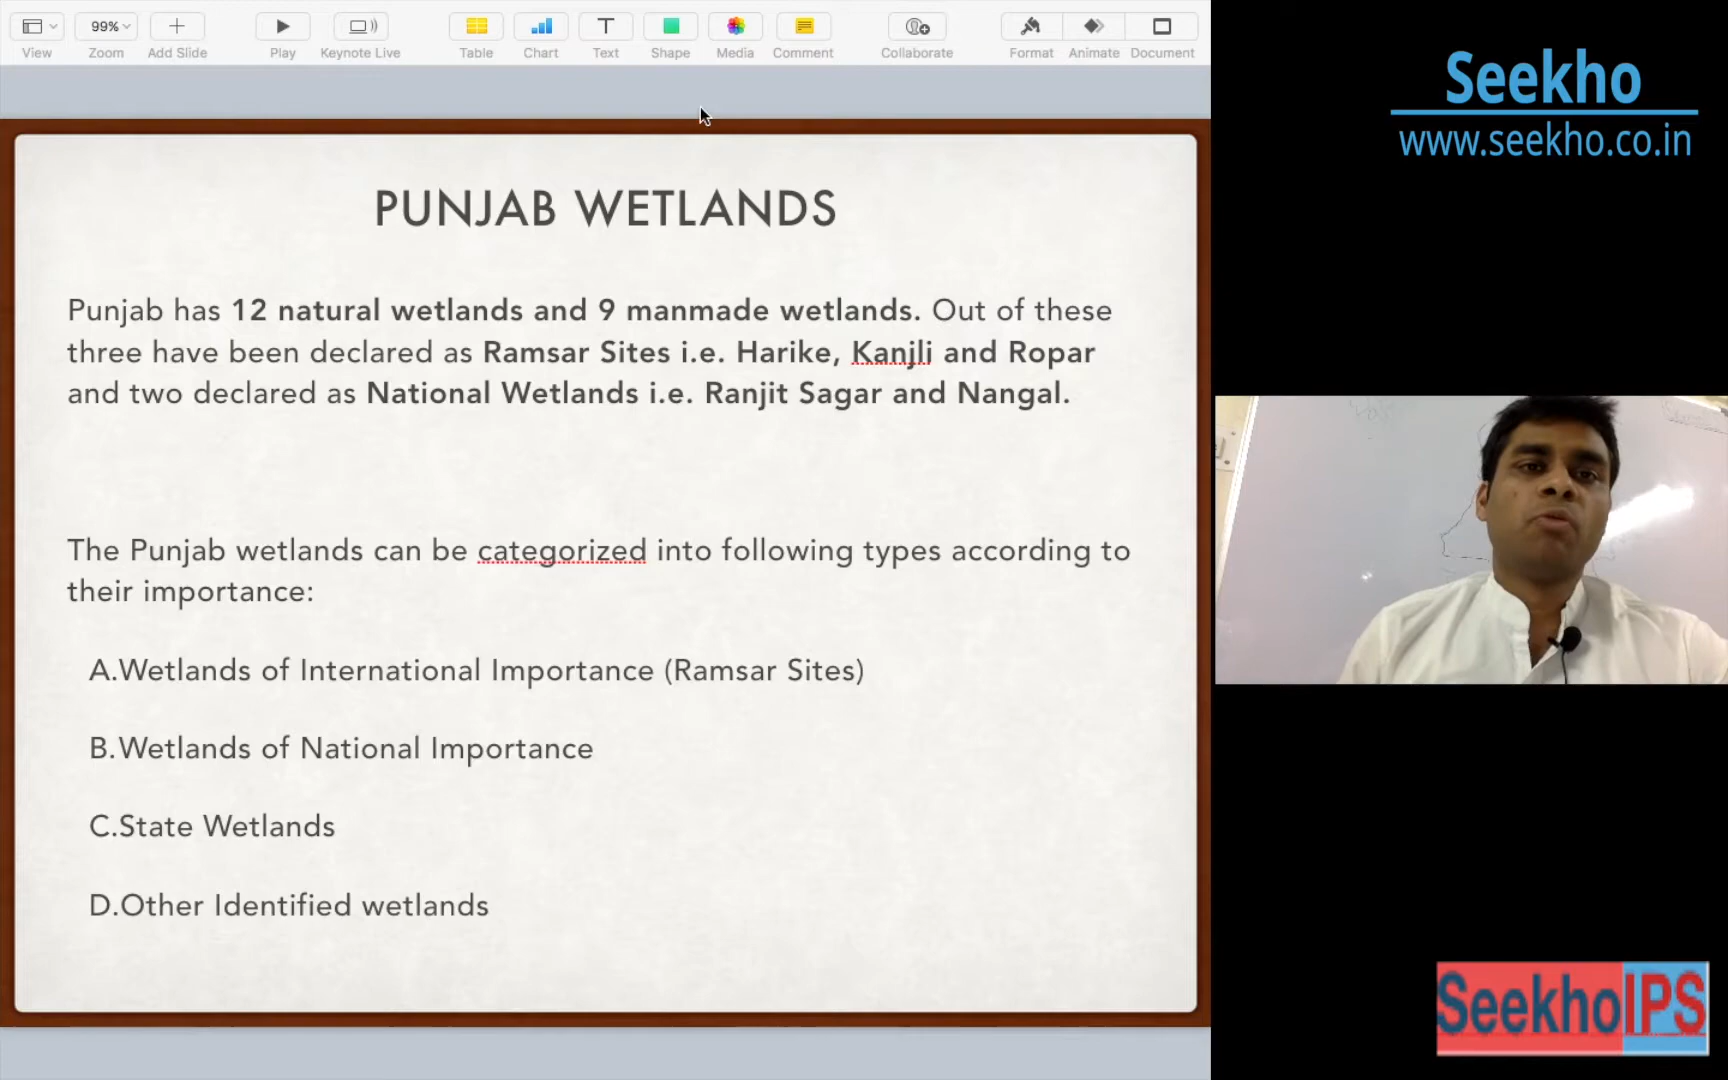 99%
View
Zoom
Add Slide
Play
Keynote Live
Table
Chart
Text
Shape
Media
Comment
Collaborate
Format
Animate
Document
PUNJAB WETLANDS
Punjab has 12 natural wetlands and 9 manmade wetlands. Out of these
three have been declared as Ramsar Sites i.e. Harike, Kanjli and Ropar
and two declared as National Wetlands i.e. Ranjit Sagar and Nangal.
The Punjab wetlands can be categorized into following types according to
their importance:
A.Wetlands of International Importance (Ramsar Sites)
B.Wetlands of National Importance
C.State Wetlands
D.Other Identified wetlands
Seekho
www.seekho.co.in
SeekhoIPS